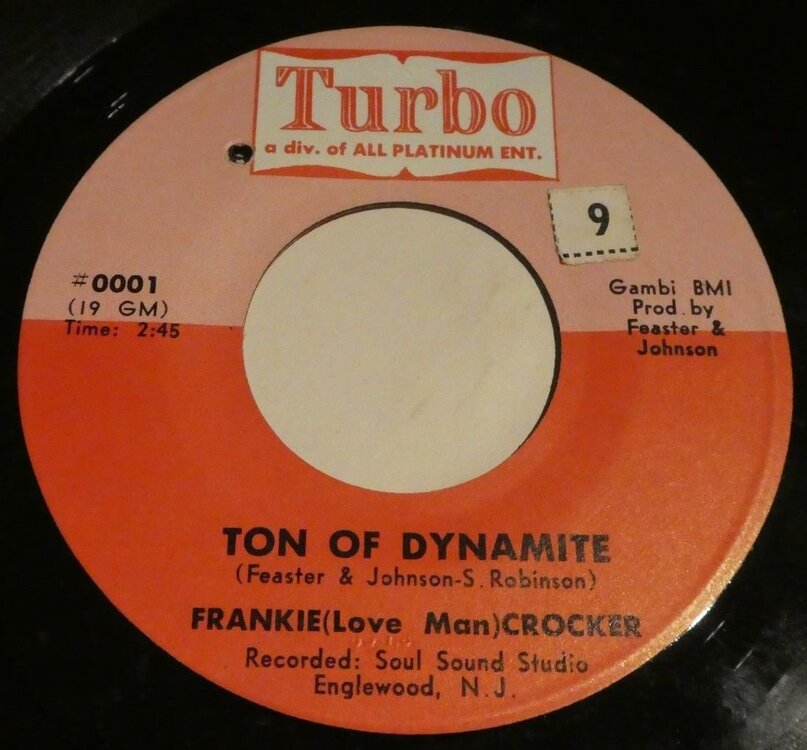 Turbo
a div. of ALL PLATINUM ENT.
9
#0001
(19 GM)
Time: 2:45
Gambi BMI
Prod. by
Feaster &
Johnson
TON OF DYNAMITE
(Feaster & Johnson-S. Robinson)
FRANKIE(Love Man)CROCKER
Recorded: Soul Sound Studio
Englewood, N.J.